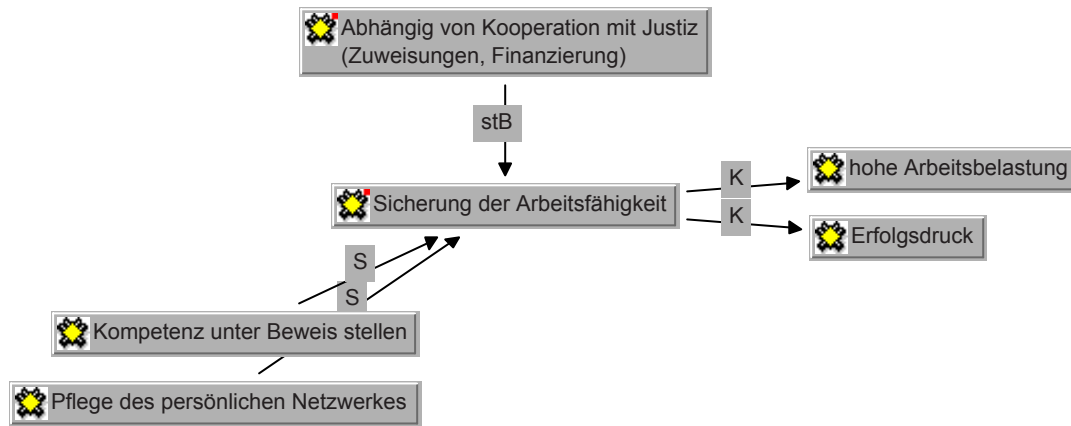 Abhängig von Kooperation mit Justiz
(Zuweisungen, Finanzierung)
stB
hohe Arbeitsbelastung
K
Sicherung der Arbeitsfähigkeit
K
Erfolgsdruck
S
S
Kompetenz unter Beweis stellen
Pflege des persönlichen Netzwerkes